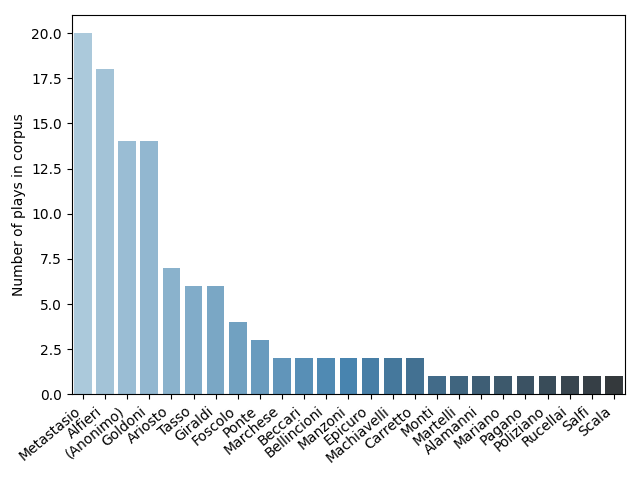 Number of plays in corpus
20.0
17.5
15.0
12.5
10.0
7.5
5.0
2.5
0.0
Metastasio
Alfieri
(Anonimo)
Goldoni
Ariosto
Tasso
Giraldi
Foscolo
Ponte
Marchese
Beccari
Bellincioni
Manzoni
Epicuro
Machiavelli
Carretto
Monti
Martelli
Alamanni
Mariano
Pagano
Poliziano
Rucellai
Salfi
Scala